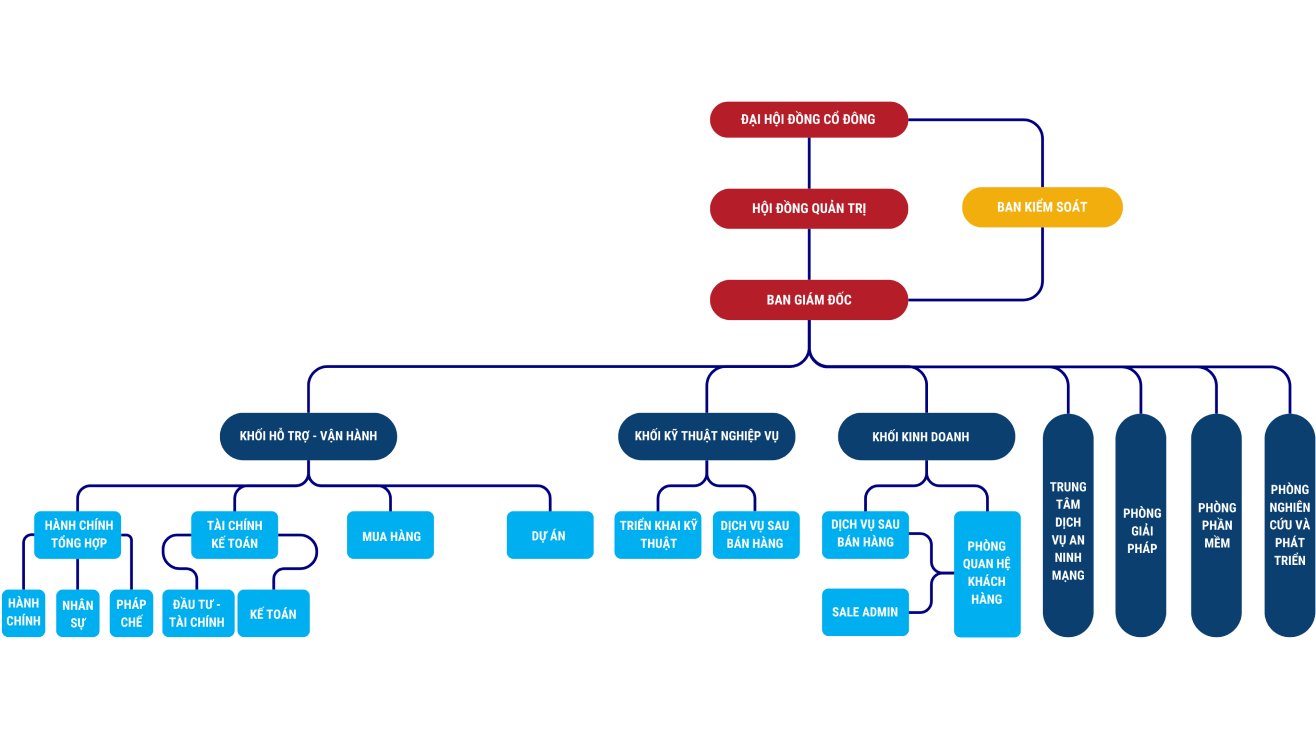 ĐẠI HỘI ĐỒNG CỔ ĐÔNG
HỘI ĐỒNG QUẢN TRỊ
BAN KIỂM SOÁT
BAN GIÁM ĐỐC
KHỐI HỖ TRỢ - VẬN HÀNH
KHỐI KỸ THUẬT NGHIỆP VỤ
KHỐI KINH DOANH
TRUNG
TÂM
DỊCH
VỤ AN
NINH
MẠNG
PHÒNG
GIẢI
PHÁP
PHÒNG
PHẦN
MỀM
PHÒNG
NGHIÊN
CỨU VÀ
PHÁT
TRIỂN
HÀNH CHÍNH
TỔNG HỢP
TÀI CHÍNH
KẾ TOÁN
MUA HÀNG
DỰ ÁN
TRIỂN KHAI KỸ
THUẬT
DỊCH VỤ SAU
BÁN HÀNG
DỊCH VỤ SAU
BÁN HÀNG
PHÒNG
QUAN HỆ
KHÁCH
HÀNG
HÀNH
CHÍNH
NHÂN
SỰ
PHÁP
CHẾ
ĐẦU TƯ -
TÀI CHÍNH
KẾ TOÁN
SALE ADMIN